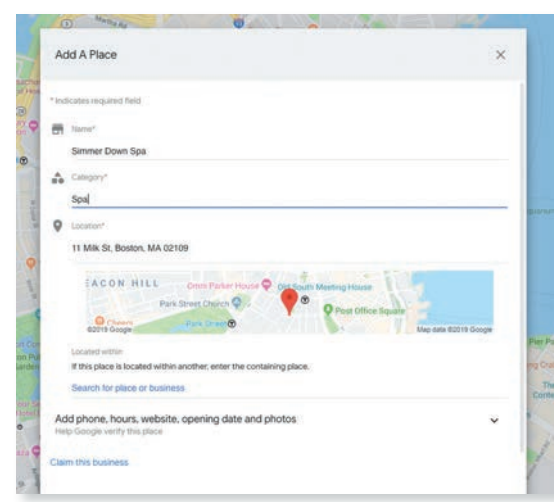 Add A Place
* Indicates required field
Name*
Simmer Down Spa
Category*
Spa
Location*
11 Milk St, Boston, MA 02109
EACON HILL
Omni Parker House
Old South Meeting House
Park Street Church
Post Office Square
Cheers
Park Street
©2019 Google
Map data ©2019 Google
Located within
If this place is located within another, enter the containing place.
Search for place or business
Add phone, hours, website, opening date and photos
Help Google verify this place
Claim this business